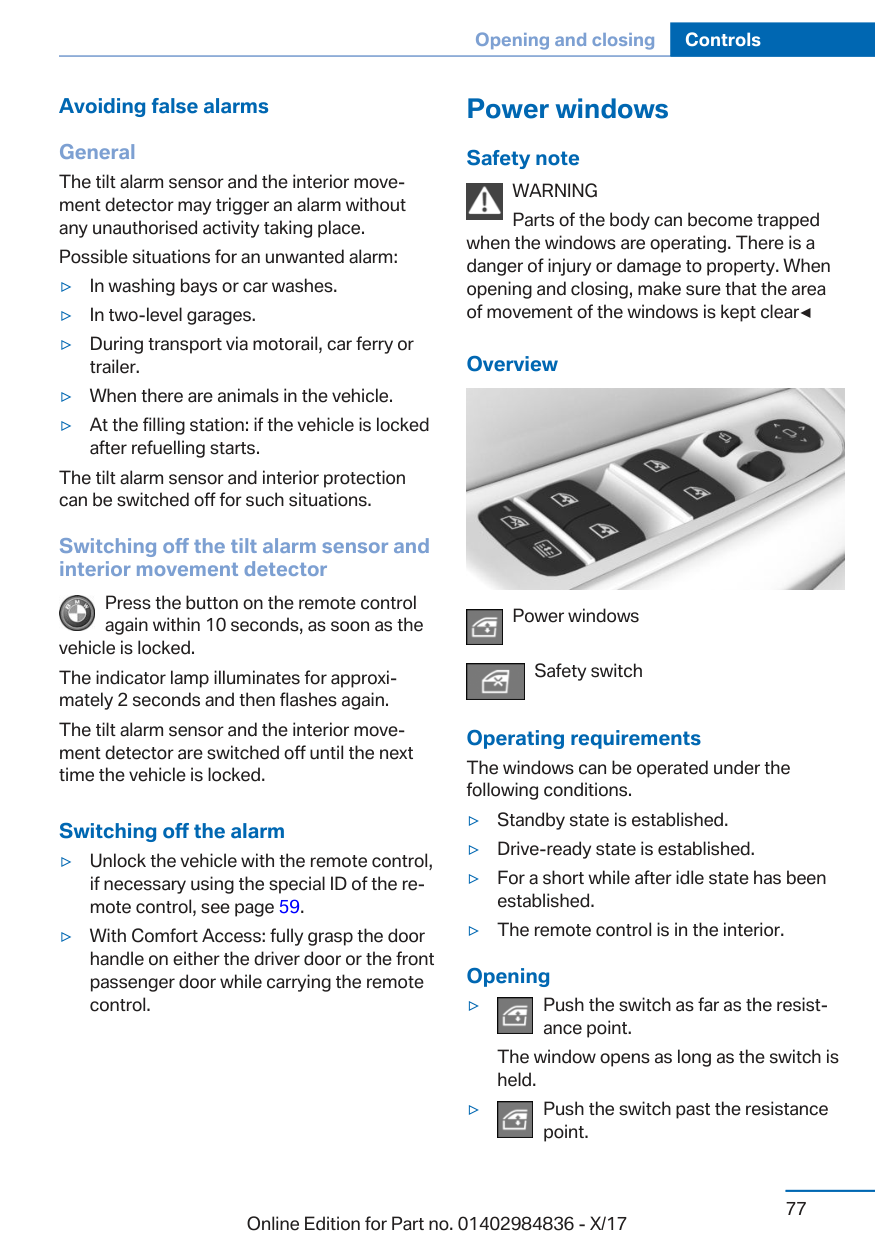 Opening and closing Controls
Avoiding false alarms
General
The tilt alarm sensor and the interior move-
ment detector may trigger an alarm without
any unauthorised activity taking place.
Possible situations for an unwanted alarm:
▷ In washing bays or car washes.
▷ In two-level garages.
▷ During transport via motorail, car ferry or
trailer.
▷ When there are animals in the vehicle.
▷ At the filling station: if the vehicle is locked
after refuelling starts.
The tilt alarm sensor and interior protection
can be switched off for such situations.
Switching off the tilt alarm sensor and
interior movement detector
Press the button on the remote control
again within 10 seconds, as soon as the
vehicle is locked.
The indicator lamp illuminates for approxi-
mately 2 seconds and then flashes again.
The tilt alarm sensor and the interior move-
ment detector are switched off until the next
time the vehicle is locked.
Switching off the alarm
▷ Unlock the vehicle with the remote control,
if necessary using the special ID of the re-
mote control, see page 59.
▷ With Comfort Access: fully grasp the door
handle on either the driver door or the front
passenger door while carrying the remote
control.
Power windows
Safety note
WARNING
Parts of the body can become trapped
when the windows are operating. There is a
danger of injury or damage to property. When
opening and closing, make sure that the area
of movement of the windows is kept clear◄
Overview
Power windows
Safety switch
Operating requirements
The windows can be operated under the
following conditions.
▷ Standby state is established.
▷ Drive-ready state is established.
▷ For a short while after idle state has been
established.
▷ The remote control is in the interior.
Opening
▷ Push the switch as far as the resist-
ance point.
The window opens as long as the switch is
held.
▷ Push the switch past the resistance
point.
77
Online Edition for Part no. 01402984836 - X/17